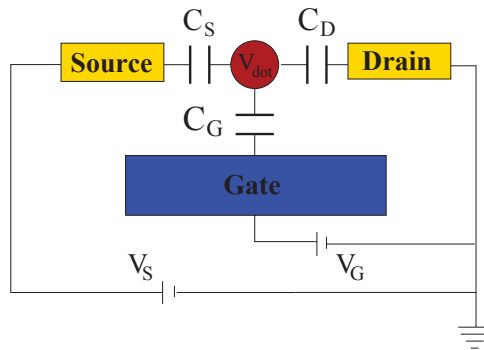 C_S
C_D
Source
V_dot
Drain
C_G
Gate
V_S
V_G